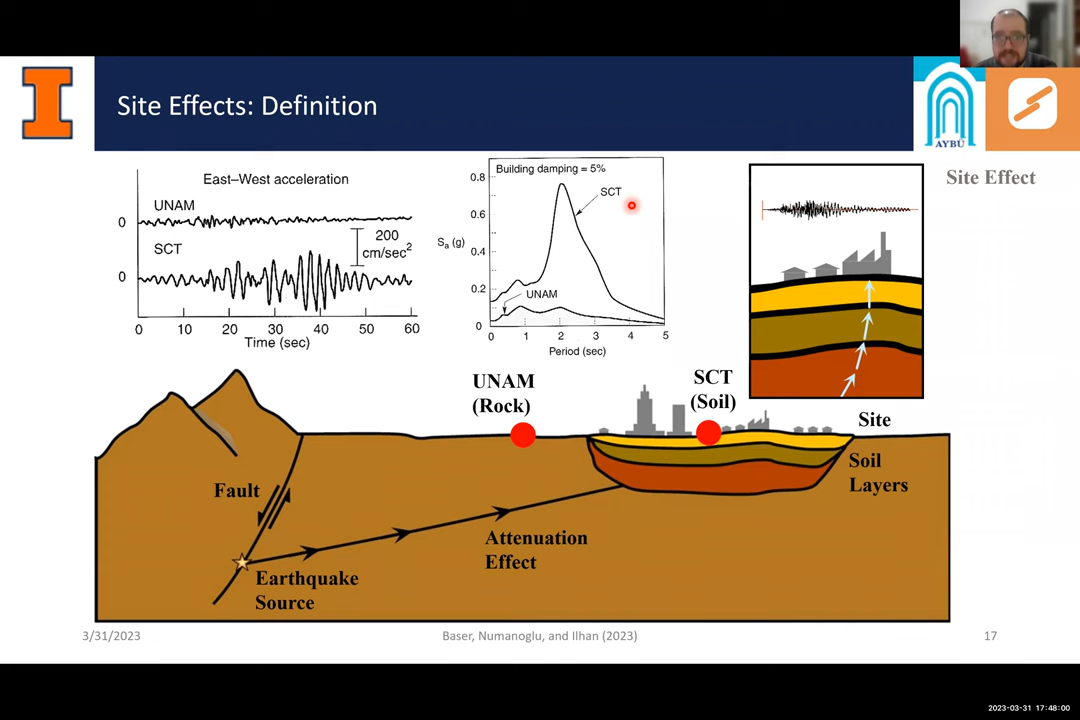 Site Effects: Definition
AYBÜ
East–West acceleration
UNAM
0
200
cm/sec²
SCT
0
0 10 20 30 40 50 60
Time (sec)
Building damping = 5%
0.8
SCT
0.6
Sa (g)
0.4
0.2
UNAM
0
0 1 2 3 4 5
Period (sec)
Site Effect
UNAM
(Rock)
SCT
(Soil)
Site
Soil
Layers
Fault
Attenuation
Effect
Earthquake
Source
3/31/2023
Baser, Numanoglu, and Ilhan (2023)
17
2023-03-31 17:48:00